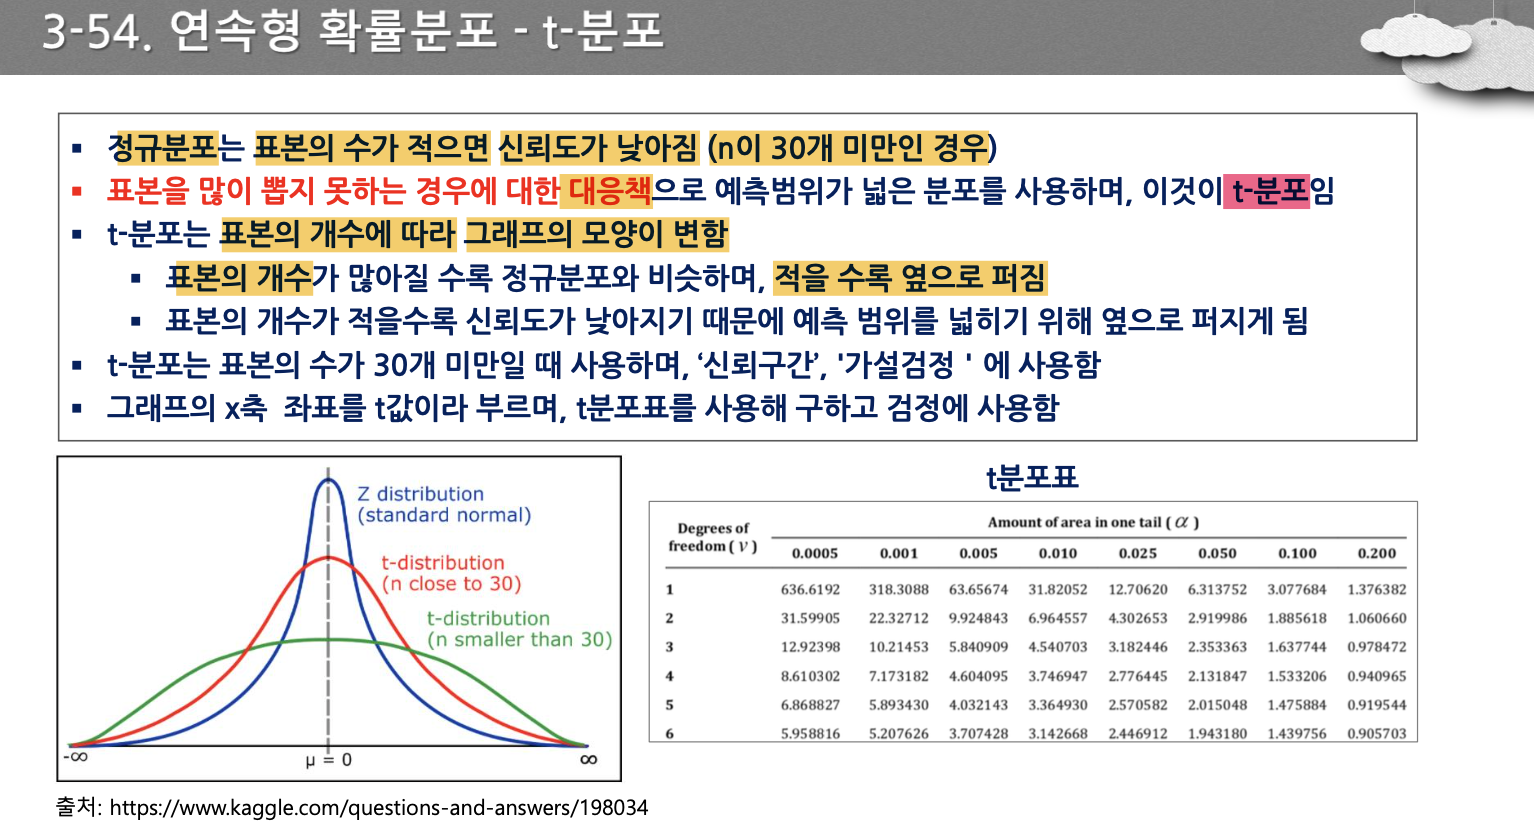 3-54. 연속형 확률분포 - t-분포
▪ 정규분포는 표본의 수가 적으면 신뢰도가 낮아짐 (n이 30개 미만인 경우)
▪ 표본을 많이 뽑지 못하는 경우에 대한 대응책으로 예측범위가 넓은 분포를 사용하며, 이것이 t-분포임
▪ t-분포는 표본의 개수에 따라 그래프의 모양이 변함
▪ 표본의 개수가 많아질 수록 정규분포와 비슷하며, 적을 수록 옆으로 퍼짐
▪ 표본의 개수가 적을수록 신뢰도가 낮아지기 때문에 예측 범위를 넓히기 위해 옆으로 퍼지게 됨
▪ t-분포는 표본의 수가 30개 미만일 때 사용하며, ‘신뢰구간’, '가설검정 ' 에 사용함
▪ 그래프의 x축 좌표를 t값이라 부르며, t분포표를 사용해 구하고 검정에 사용함
Z distribution
(standard normal)
t-distribution
(n close to 30)
t-distribution
(n smaller than 30)
-∞
μ = 0
∞
출처: https://www.kaggle.com/questions-and-answers/198034
t분포표
Degrees of
freedom ( ν )
Amount of area in one tail ( α )
0.0005 0.001 0.005 0.010 0.025 0.050 0.100 0.200
1 636.6192 318.3088 63.65674 31.82052 12.70620 6.313752 3.077684 1.376382
2 31.59905 22.32712 9.924843 6.964557 4.302653 2.919986 1.885618 1.060660
3 12.92398 10.21453 5.840909 4.540703 3.182446 2.353363 1.637744 0.978472
4 8.610302 7.173182 4.604095 3.746947 2.776445 2.131847 1.533206 0.940965
5 6.868827 5.893430 4.032143 3.364930 2.570582 2.015048 1.475884 0.919544
6 5.958816 5.207626 3.707428 3.142668 2.446912 1.943180 1.439756 0.905703